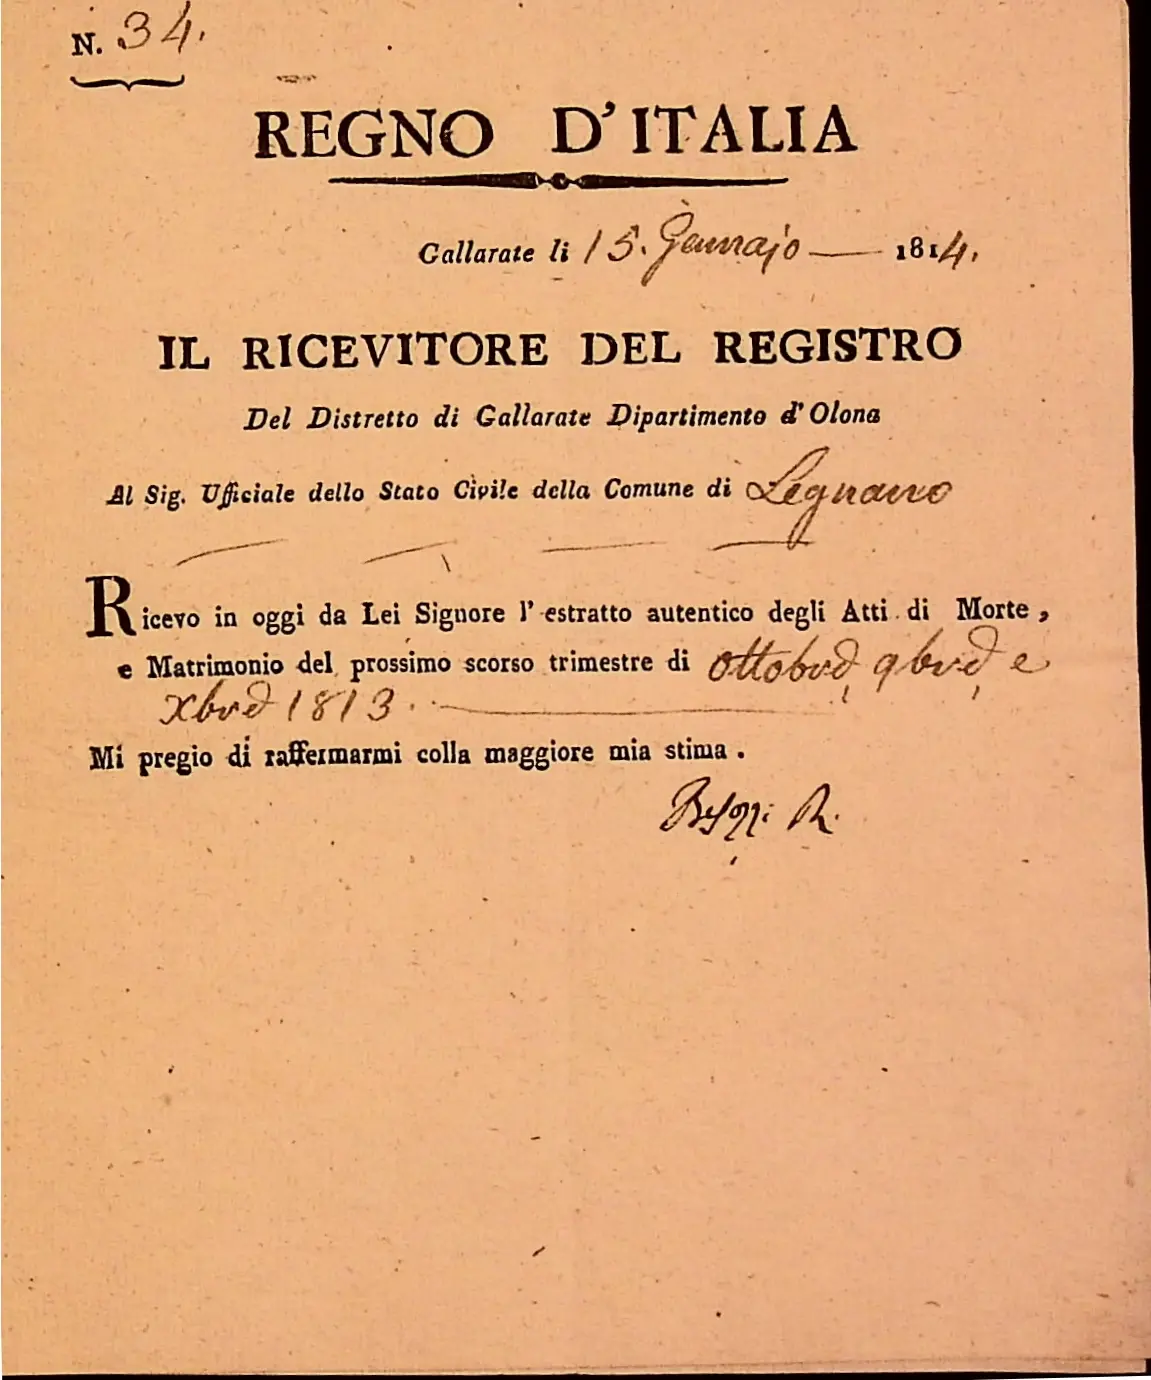 N. 34.
REGNO D'ITALIA
Gallarate li 15. Gennajo — 1814.
IL RICEVITORE DEL REGISTRO
Del Distretto di Gallarate Dipartimento d'Olona
Al Sig. Ufficiale dello Stato Civile della Comune di Legnano
Ricevo in oggi da Lei Signore l'estratto autentico degli Atti di Morte,
e Matrimonio del prossimo scorso trimestre di ottobre, 9bre, e
xbre 1813.
Mi pregio di raffermarmi colla maggiore mia stima.